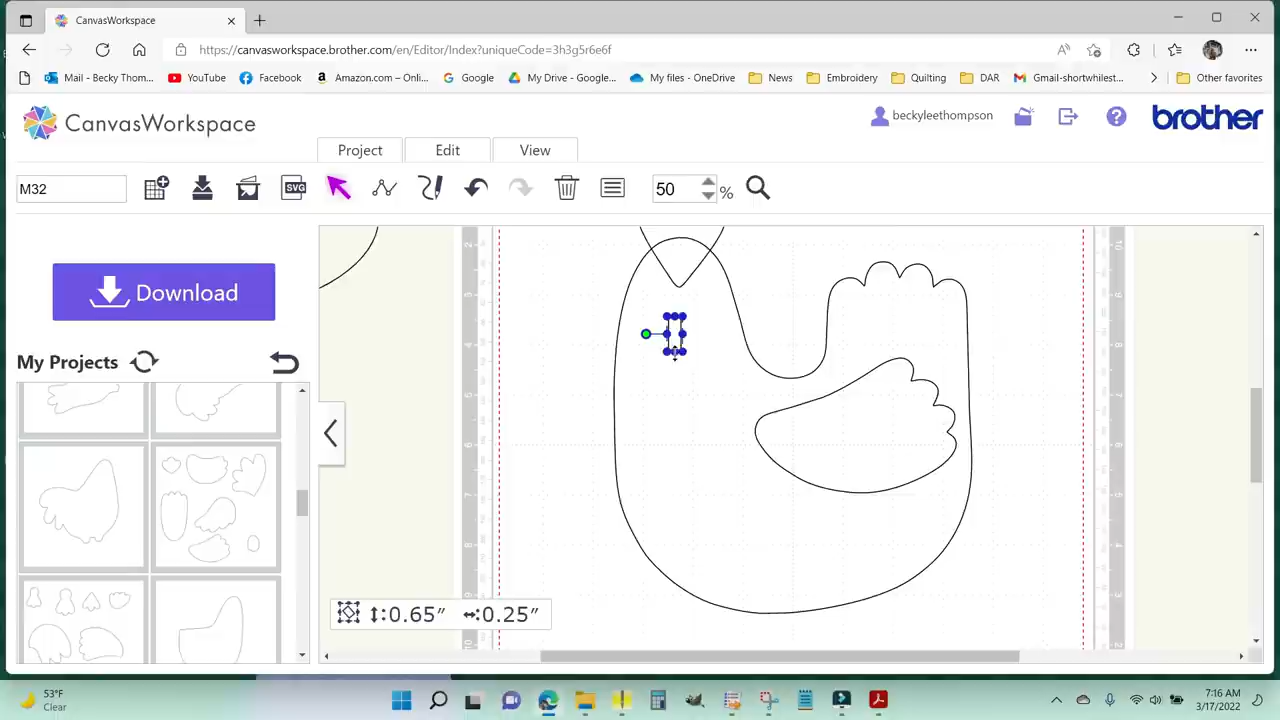 CanvasWorkspace
https://canvasworkspace.brother.com/en/Editor/Index?uniqueCode=3h3g5r6e6f
Mail - Becky Thom...
YouTube
Facebook
Amazon.com – Onli...
Google
My Drive - Google...
My files - OneDrive
News
Embroidery
Quilting
DAR
Gmail-shortwhilest...
Other favorites
CanvasWorkspace
beckyleethompson
brother
Project
Edit
View
M32
SVG
50
%
Download
My Projects
0.65"
0.25"
53°F
Clear
7:16 AM
3/17/2022